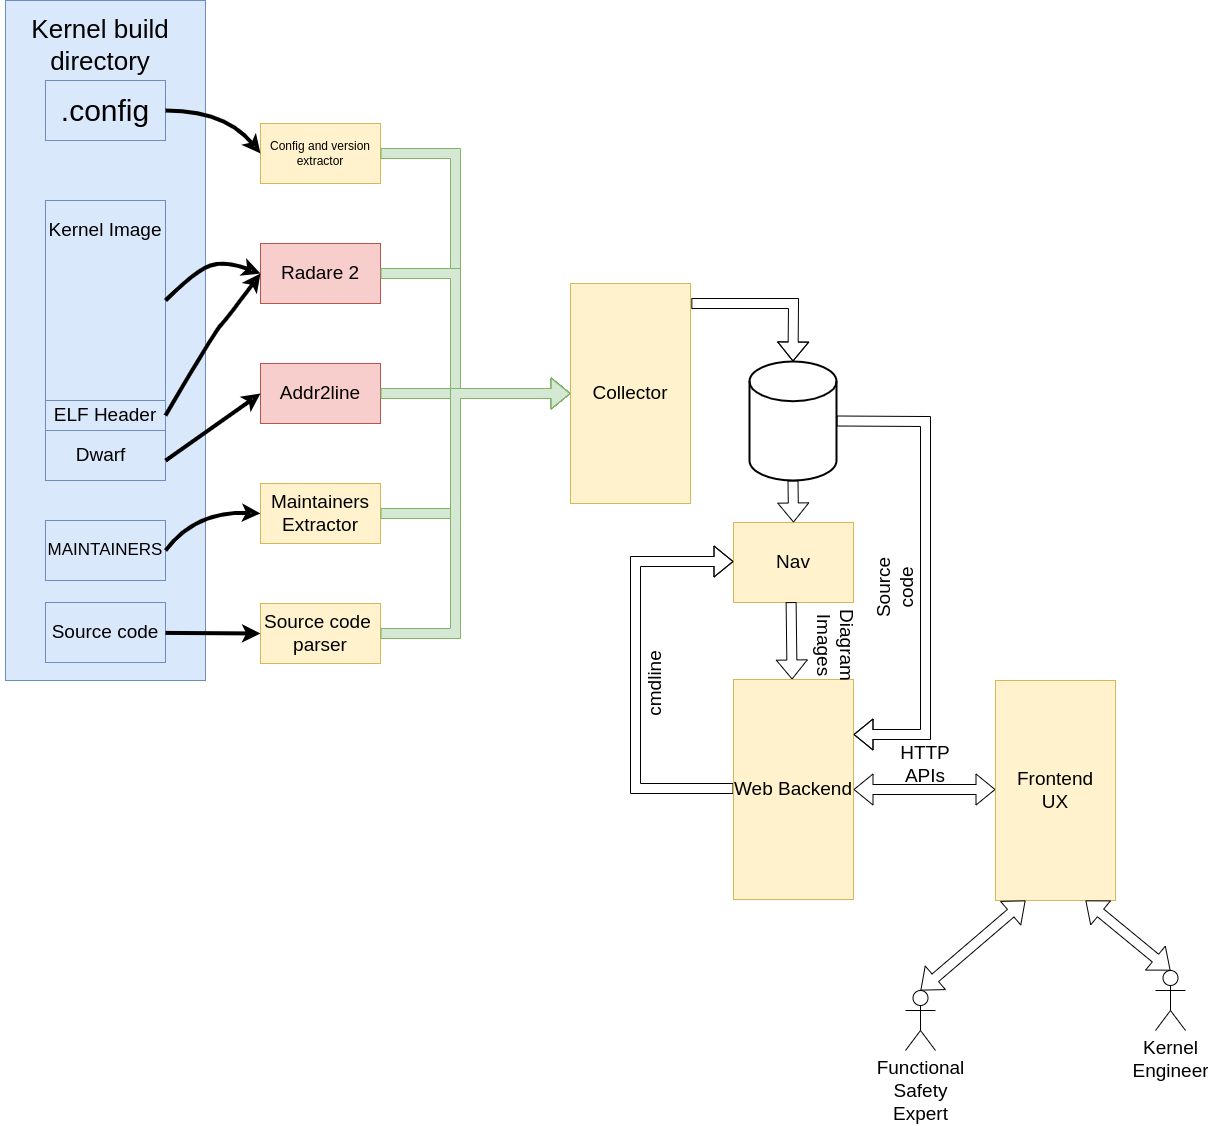 Kernel build
directory
.config
Config and version
extractor
Kernel Image
Radare 2
Addr2line
Collector
ELF Header
Dwarf
Maintainers
Extractor
MAINTAINERS
Source code
Source code
parser
Nav
Source
code
Diagram
Images
cmdline
HTTP
APIs
Web Backend
Frontend
UX
Functional
Safety
Expert
Kernel
Engineer